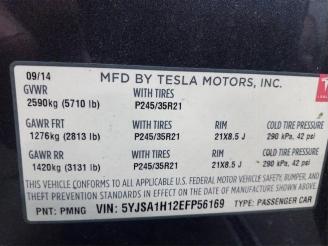 09/14 MFD BY TESLA MOTORS, INC.
GVWR WITH TIRES
2590kg (5710 lb) P245/35R21
GAWR FRT WITH TIRES RIM COLD TIRE PRESSURE
1276kg (2813 lb) P245/35R21 21X8.5 J 290 kPa, 42 psi
GAWR RR WITH TIRES RIM COLD TIRE PRESSURE
1420kg (3131 lb) P245/35R21 21X8.5 J 290 kPa, 42 psi
THIS VEHICLE CONFORMS TO ALL APPLICABLE
U.S. FEDERAL MOTOR VEHICLE SAFETY, BUMPER, AND
THEFT PREVENTION STANDARDS IN EFFECT ON
THE DATE OF MANUFACTURE SHOWN ABOVE.
PNT: PMNG VIN: 5YJSA1H12EFP56169 TYPE: PASSENGER CAR